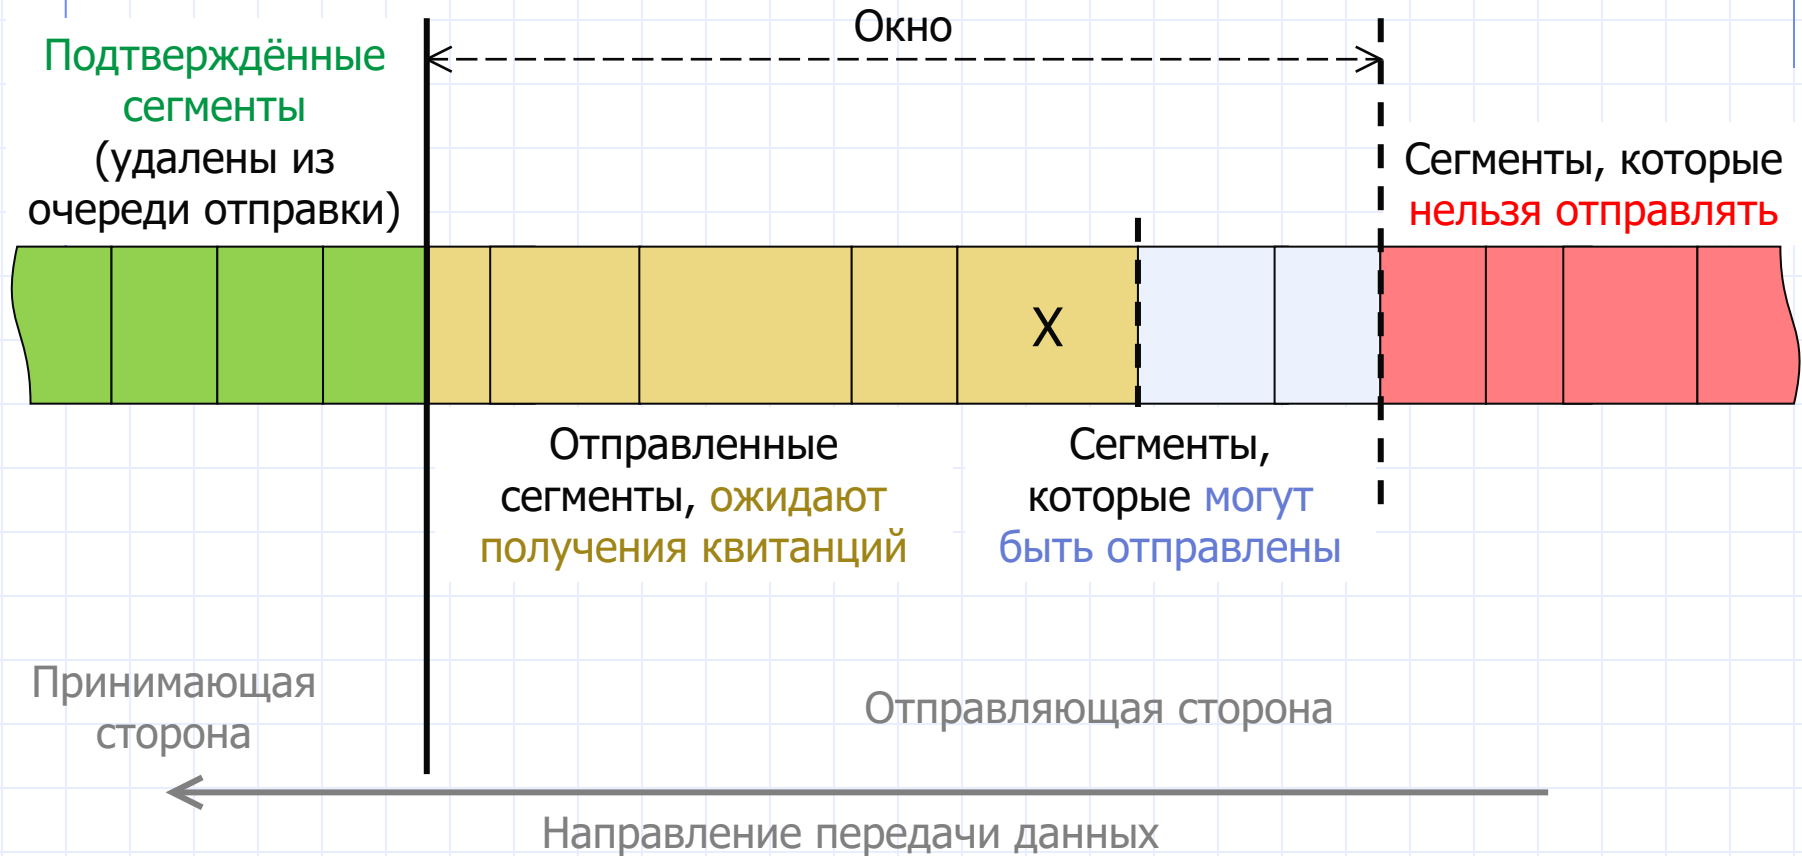 Окно
Подтверждённые
сегменты
(удалены из
очереди отправки)
Сегменты, которые
нельзя отправлять
X
Отправленные
сегменты, ожидают
получения квитанций
Сегменты,
которые могут
быть отправлены
Принимающая
сторона
Отправляющая сторона
Направление передачи данных